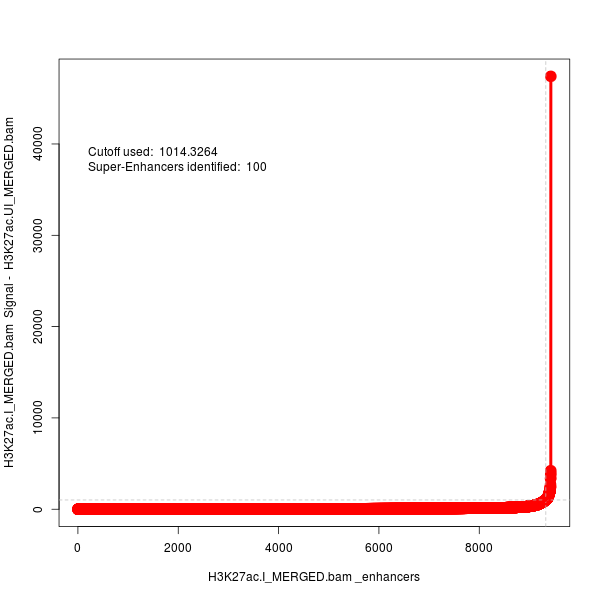 Cutoff used: 1014.3264
Super-Enhancers identified: 100
H3K27ac.I_MERGED.bam Signal - H3K27ac.UI_MERGED.bam
40000
30000
20000
10000
0
0 2000 4000 6000 8000
H3K27ac.I_MERGED.bam _enhancers